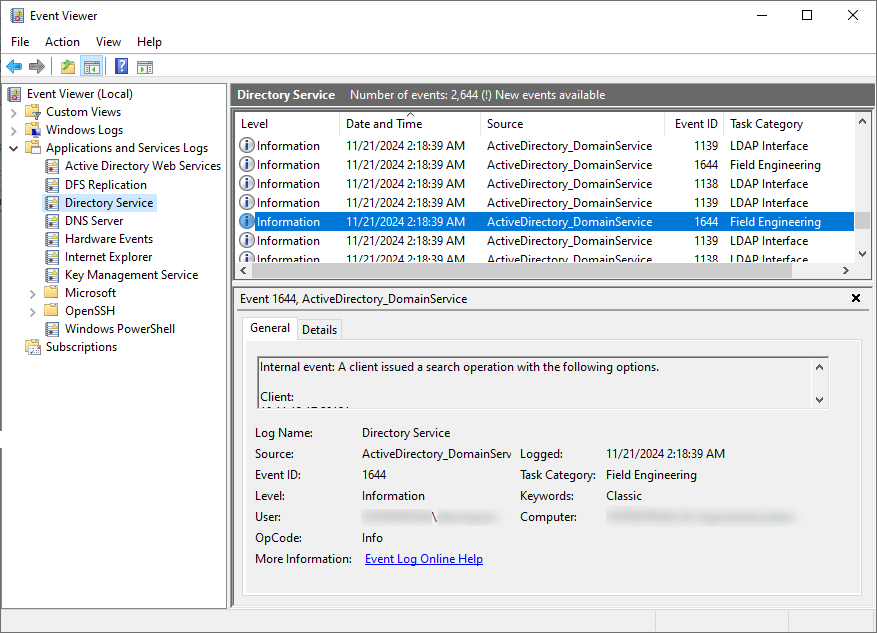 Event Viewer
File Action View Help
Event Viewer (Local)
Custom Views
Windows Logs
Applications and Services Logs
Active Directory Web Services
DFS Replication
Directory Service
DNS Server
Hardware Events
Internet Explorer
Key Management Service
Microsoft
OpenSSH
Windows PowerShell
Subscriptions
Directory Service Number of events: 2,644 (!) New events available
Level Date and Time Source Event ID Task Category
Information 11/21/2024 2:18:39 AM ActiveDirectory_DomainService 1139 LDAP Interface
Information 11/21/2024 2:18:39 AM ActiveDirectory_DomainService 1644 Field Engineering
Information 11/21/2024 2:18:39 AM ActiveDirectory_DomainService 1138 LDAP Interface
Information 11/21/2024 2:18:39 AM ActiveDirectory_DomainService 1139 LDAP Interface
Information 11/21/2024 2:18:39 AM ActiveDirectory_DomainService 1644 Field Engineering
Information 11/21/2024 2:18:39 AM ActiveDirectory_DomainService 1139 LDAP Interface
Information 11/21/2024 2:18:39 AM ActiveDirectory_DomainService 1138 LDAP Interface
Event 1644, ActiveDirectory_DomainService
General Details
Internal event: A client issued a search operation with the following options.
Client:
Log Name: Directory Service
Source: ActiveDirectory_DomainServ Logged: 11/21/2024 2:18:39 AM
Event ID: 1644 Task Category: Field Engineering
Level: Information Keywords: Classic
User: \ Computer:
OpCode: Info
More Information: Event Log Online Help